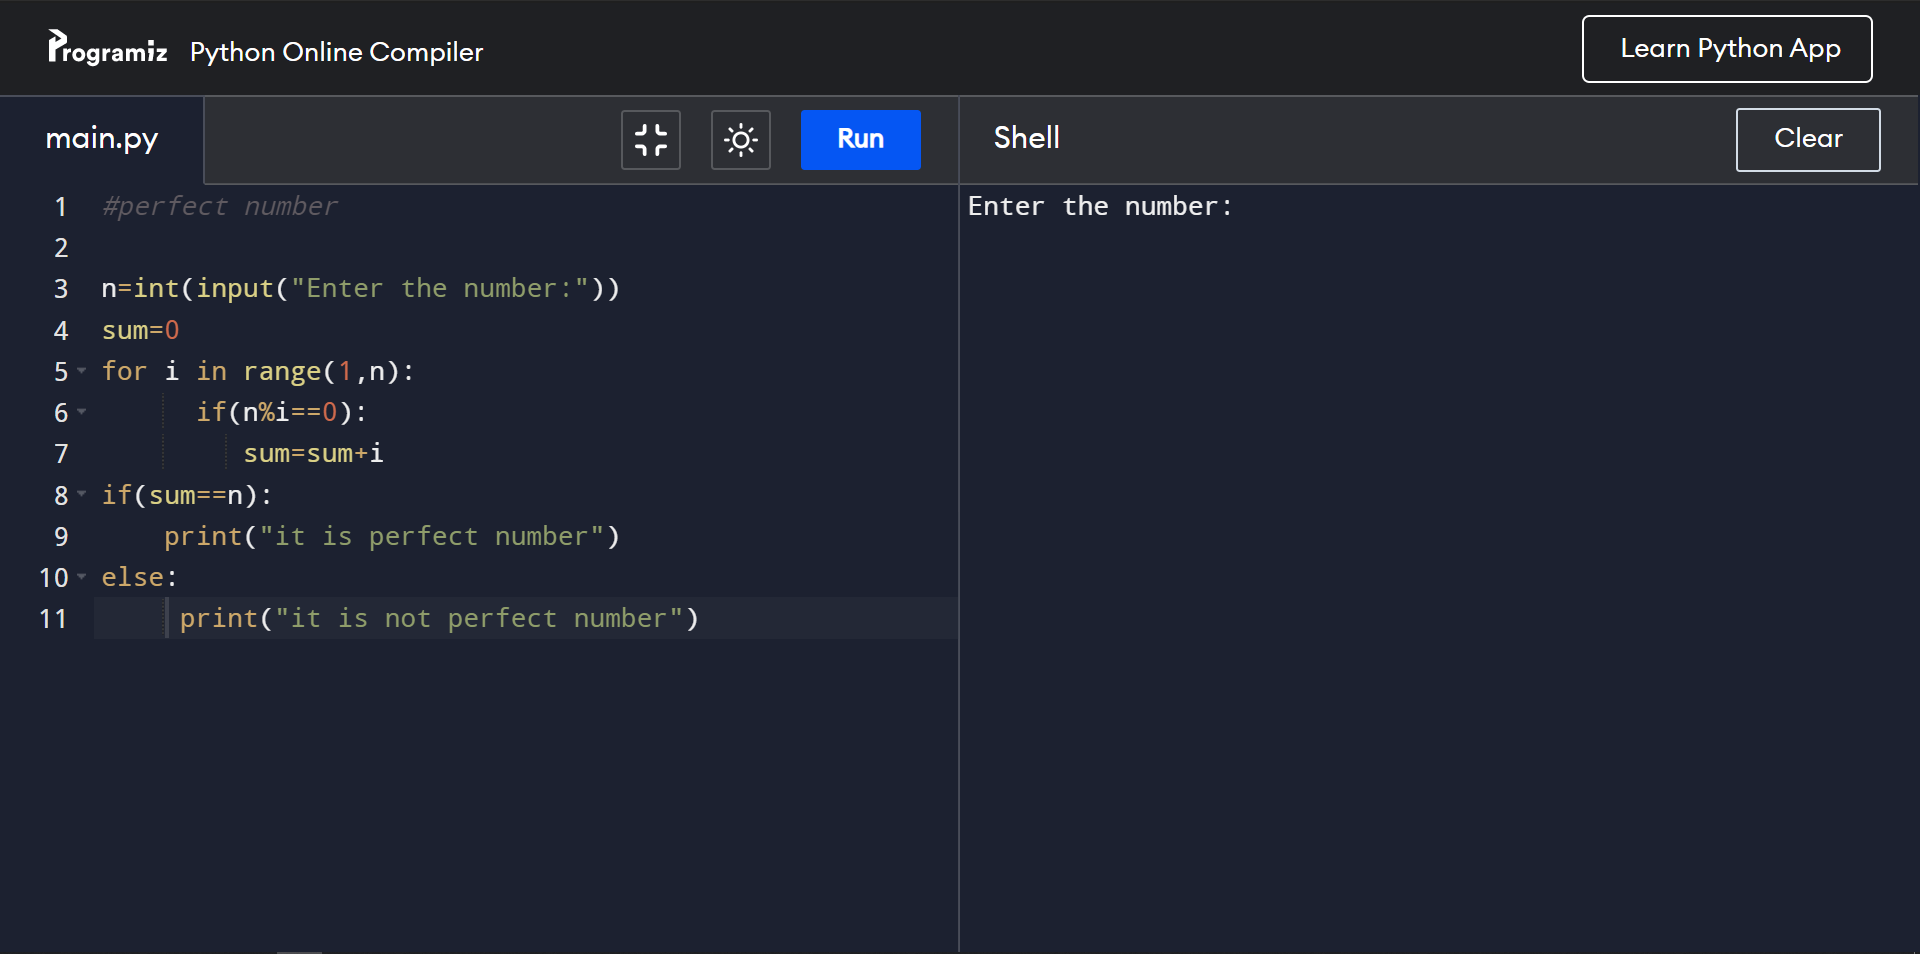 Programiz Python Online Compiler
Learn Python App
main.py
Run
Shell
Clear
1 #perfect number
2
3 n=int(input("Enter the number:"))
4 sum=0
5 for i in range(1,n):
6       if(n%i==0):
7          sum=sum+i
8 if(sum==n):
9     print("it is perfect number")
10 else:
11      print("it is not perfect number")
Enter the number: